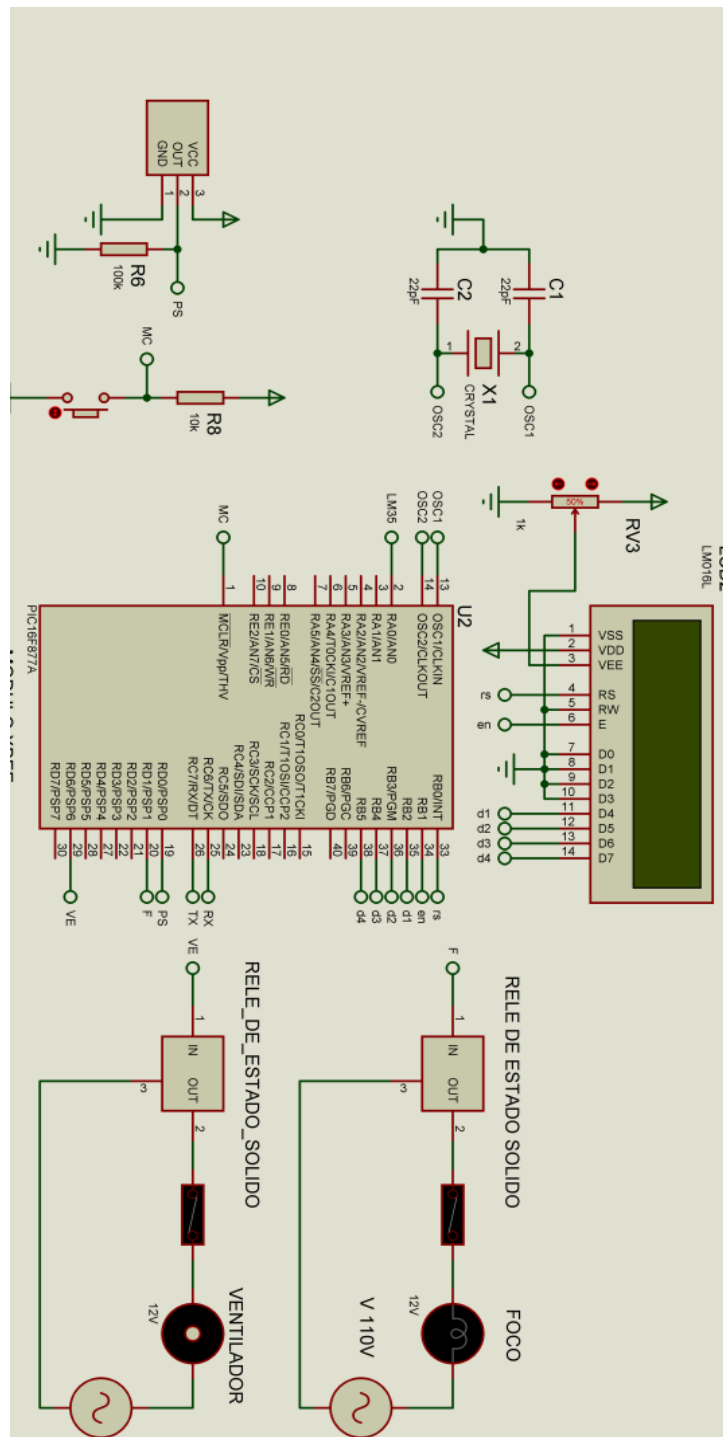 GND
OUT
VCC
1
2
3
R6
100k
PS
MC
R8
10k
C2
22pF
C1
22pF
1
2
X1
CRYSTAL
OSC2
OSC1
50%
1k
RV3
LM016L
1
2
3
4
5
6
7
8
9
10
11
12
13
14
VSS
VDD
VEE
RS
RW
E
D0
D1
D2
D3
D4
D5
D6
D7
rs
en
d1
d2
d3
d4
MC
LM35
OSC2
OSC1
U2
PIC16F877A
13 OSC1/CLKIN
14 OSC2/CLKOUT
2 RA0/AN0
3 RA1/AN1
4 RA2/AN2/VREF-/CVREF
5 RA3/AN3/VREF+
6 RA4/T0CKI/C1OUT
7 RA5/AN4/SS/C2OUT
8 RE0/AN5/RD
9 RE1/AN6/WR
10 RE2/AN7/CS
1 MCLR/Vpp/THV
RB0/INT 33
RB1 34
RB2 35
RB3/PGM 36
RB4 37
RB5 38
RB6/PGC 39
RB7/PGD 40
RC0/T1OSO/T1CKI 15
RC1/T1OSI/CCP2 16
RC2/CCP1 17
RC3/SCK/SCL 18
RC4/SDI/SDA 23
RC5/SDO 24
RC6/TX/CK 25
RC7/RX/DT 26
RD0/PSP0 19
RD1/PSP1 20
RD2/PSP2 21
RD3/PSP3 22
RD4/PSP4 27
RD5/PSP5 28
RD6/PSP6 29
RD7/PSP7 30
rs
en
d1
d2
d3
d4
RX
TX
PS
F
VE
VE
RELE_DE_ESTADO_SOLIDO
1
IN
OUT
3
2
VENTILADOR
12V
F
RELE DE ESTADO SOLIDO
1
IN
OUT
3
2
FOCO
12V
V 110V